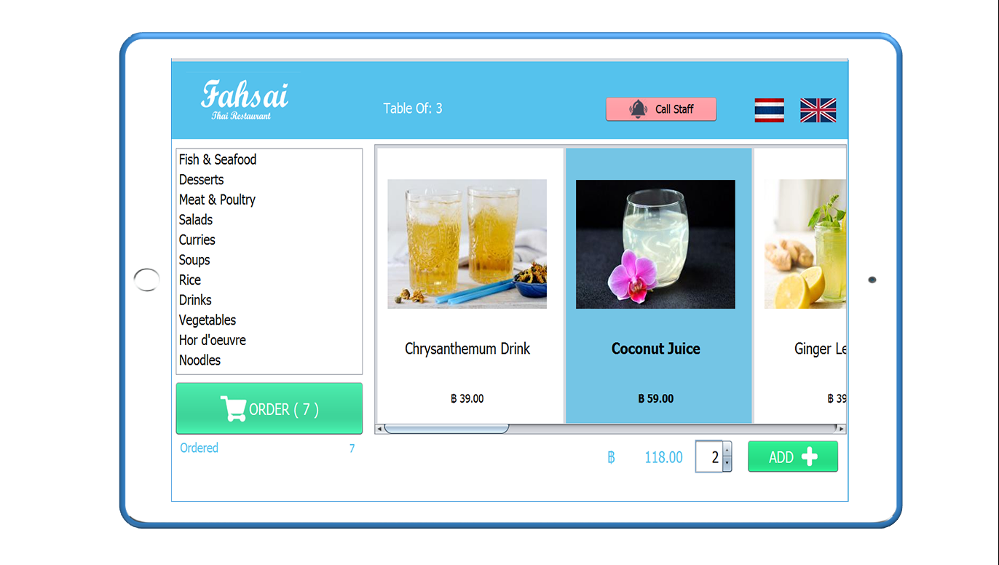 Fahsai
Thai Restaurant
Table Of: 3
Call Staff
Fish & Seafood
Desserts
Meat & Poultry
Salads
Curries
Soups
Rice
Drinks
Vegetables
Hor d'oeuvre
Noodles
ORDER ( 7 )
Ordered 7
Chrysanthemum Drink
฿ 39.00
Coconut Juice
฿ 59.00
Ginger Le
฿ 39
฿ 118.00 2 ADD